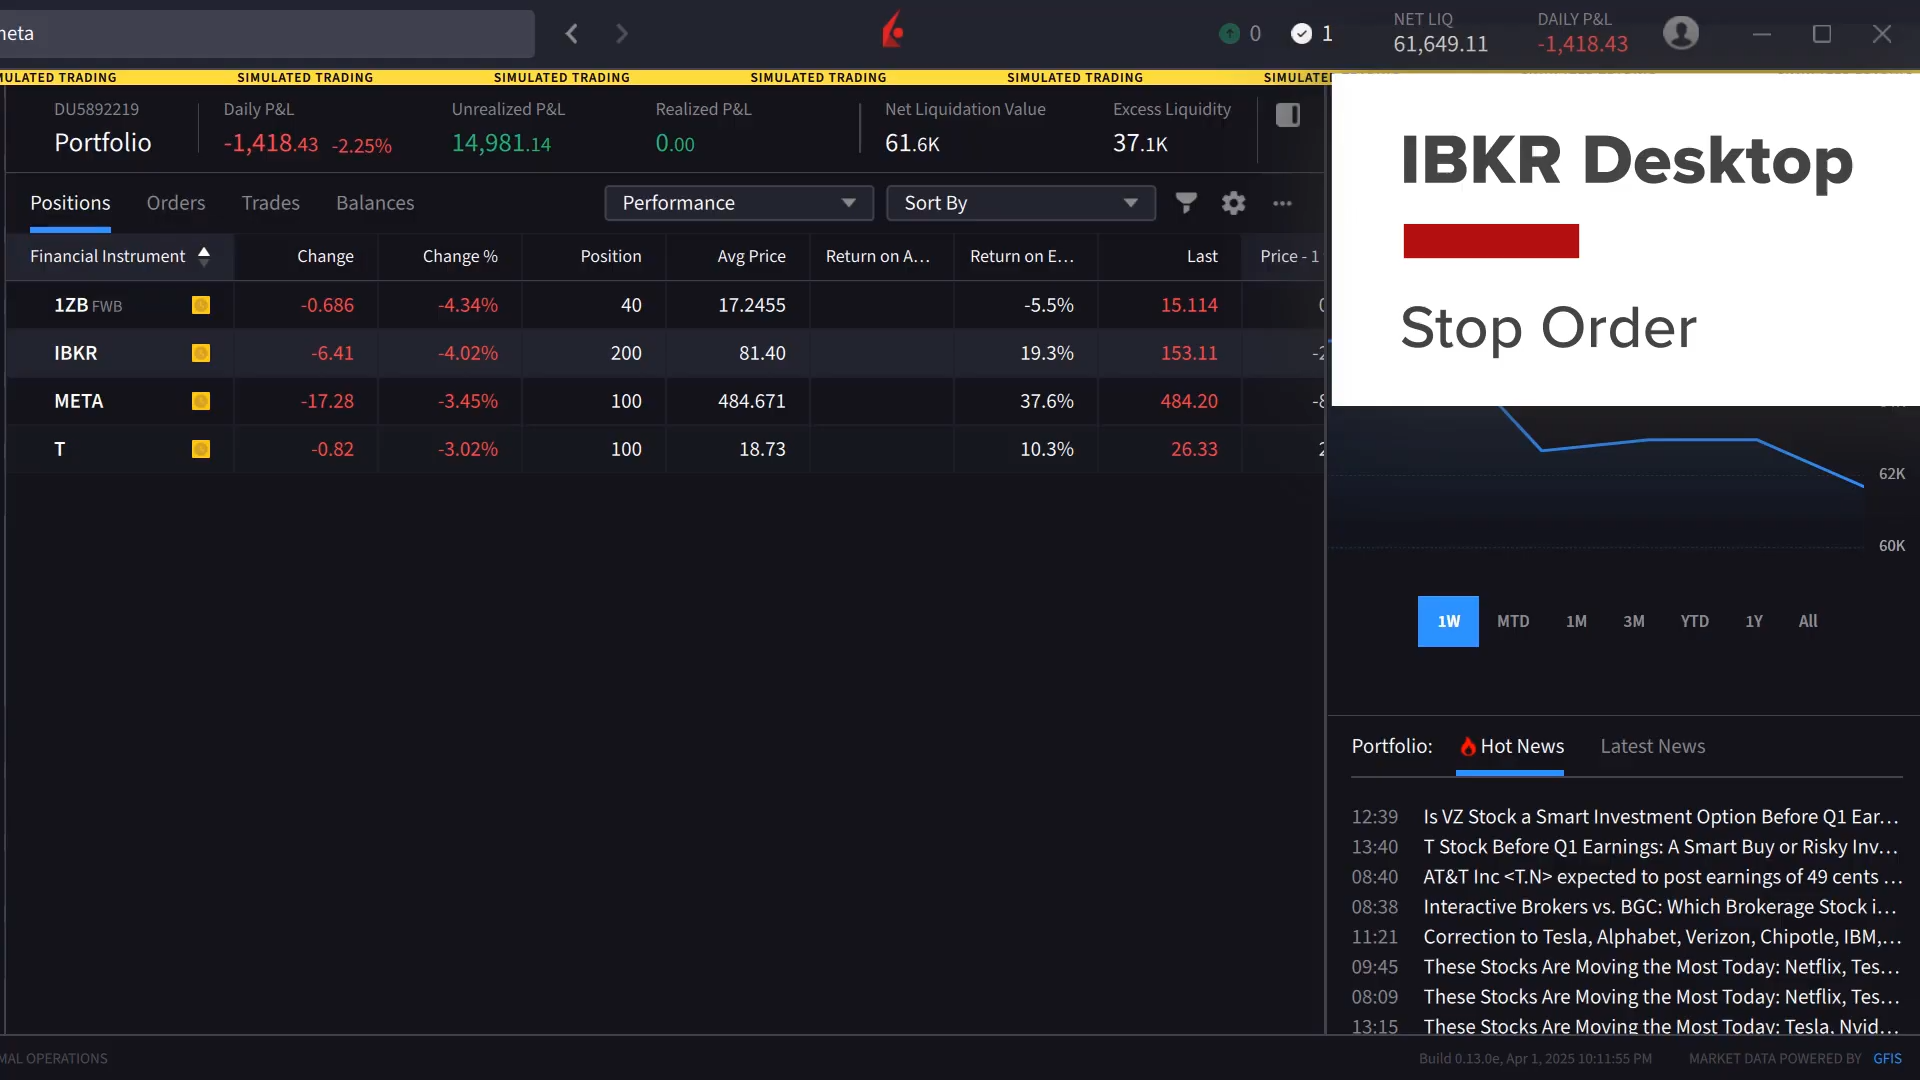 meta
0
1
NET LIQ
61,649.11
DAILY P&L
-1,418.43
SIMULATED TRADING SIMULATED TRADING SIMULATED TRADING SIMULATED TRADING SIMULATED TRADING
DU5892219
Portfolio
Daily P&L
-1,418.43 -2.25%
Unrealized P&L
14,981.14
Realized P&L
0.00
Net Liquidation Value
61.6K
Excess Liquidity
37.1K
IBKR Desktop
Stop Order
Positions Orders Trades Balances
Performance
Sort By
Financial Instrument Change Change % Position Avg Price Return on A... Return on E... Last Price - 1
1ZB FWB -0.686 -4.34% 40 17.2455 -5.5% 15.114
IBKR -6.41 -4.02% 200 81.40 19.3% 153.11 -2
META -17.28 -3.45% 100 484.671 37.6% 484.20 -8
T -0.82 -3.02% 100 18.73 10.3% 26.33 2
62K
60K
1W MTD 1M 3M YTD 1Y All
Portfolio: Hot News Latest News
12:39 Is VZ Stock a Smart Investment Option Before Q1 Ear...
13:40 T Stock Before Q1 Earnings: A Smart Buy or Risky Inv...
08:40 AT&T Inc <T.N> expected to post earnings of 49 cents ...
08:38 Interactive Brokers vs. BGC: Which Brokerage Stock i...
11:21 Correction to Tesla, Alphabet, Verizon, Chipotle, IBM,...
09:45 These Stocks Are Moving the Most Today: Netflix, Tes...
08:09 These Stocks Are Moving the Most Today: Netflix, Tes...
13:15 These Stocks Are Moving the Most Today: Tesla, Nvid...
MAL OPERATIONS
Build 0.13.0e, Apr 1, 2025 10:11:55 PM
MARKET DATA POWERED BY GFIS